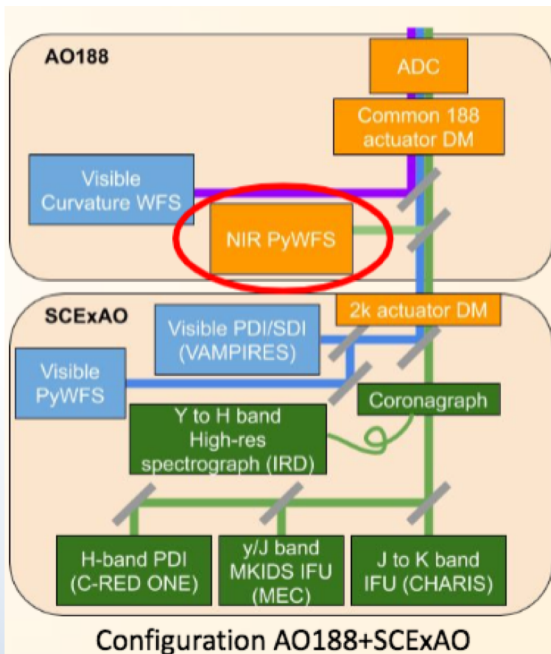 AO188
ADC
Common 188
actuator DM
Visible
Curvature WFS
NIR PyWFS
SCExAO
2k actuator DM
Visible PDI/SDI
(VAMPIRES)
Visible
PyWFS
Coronagraph
Y to H band
High-res
spectrograph (IRD)
H-band PDI
(C-RED ONE)
y/J band
MKIDS IFU
(MEC)
J to K band
IFU (CHARIS)
Configuration AO188+SCExAO